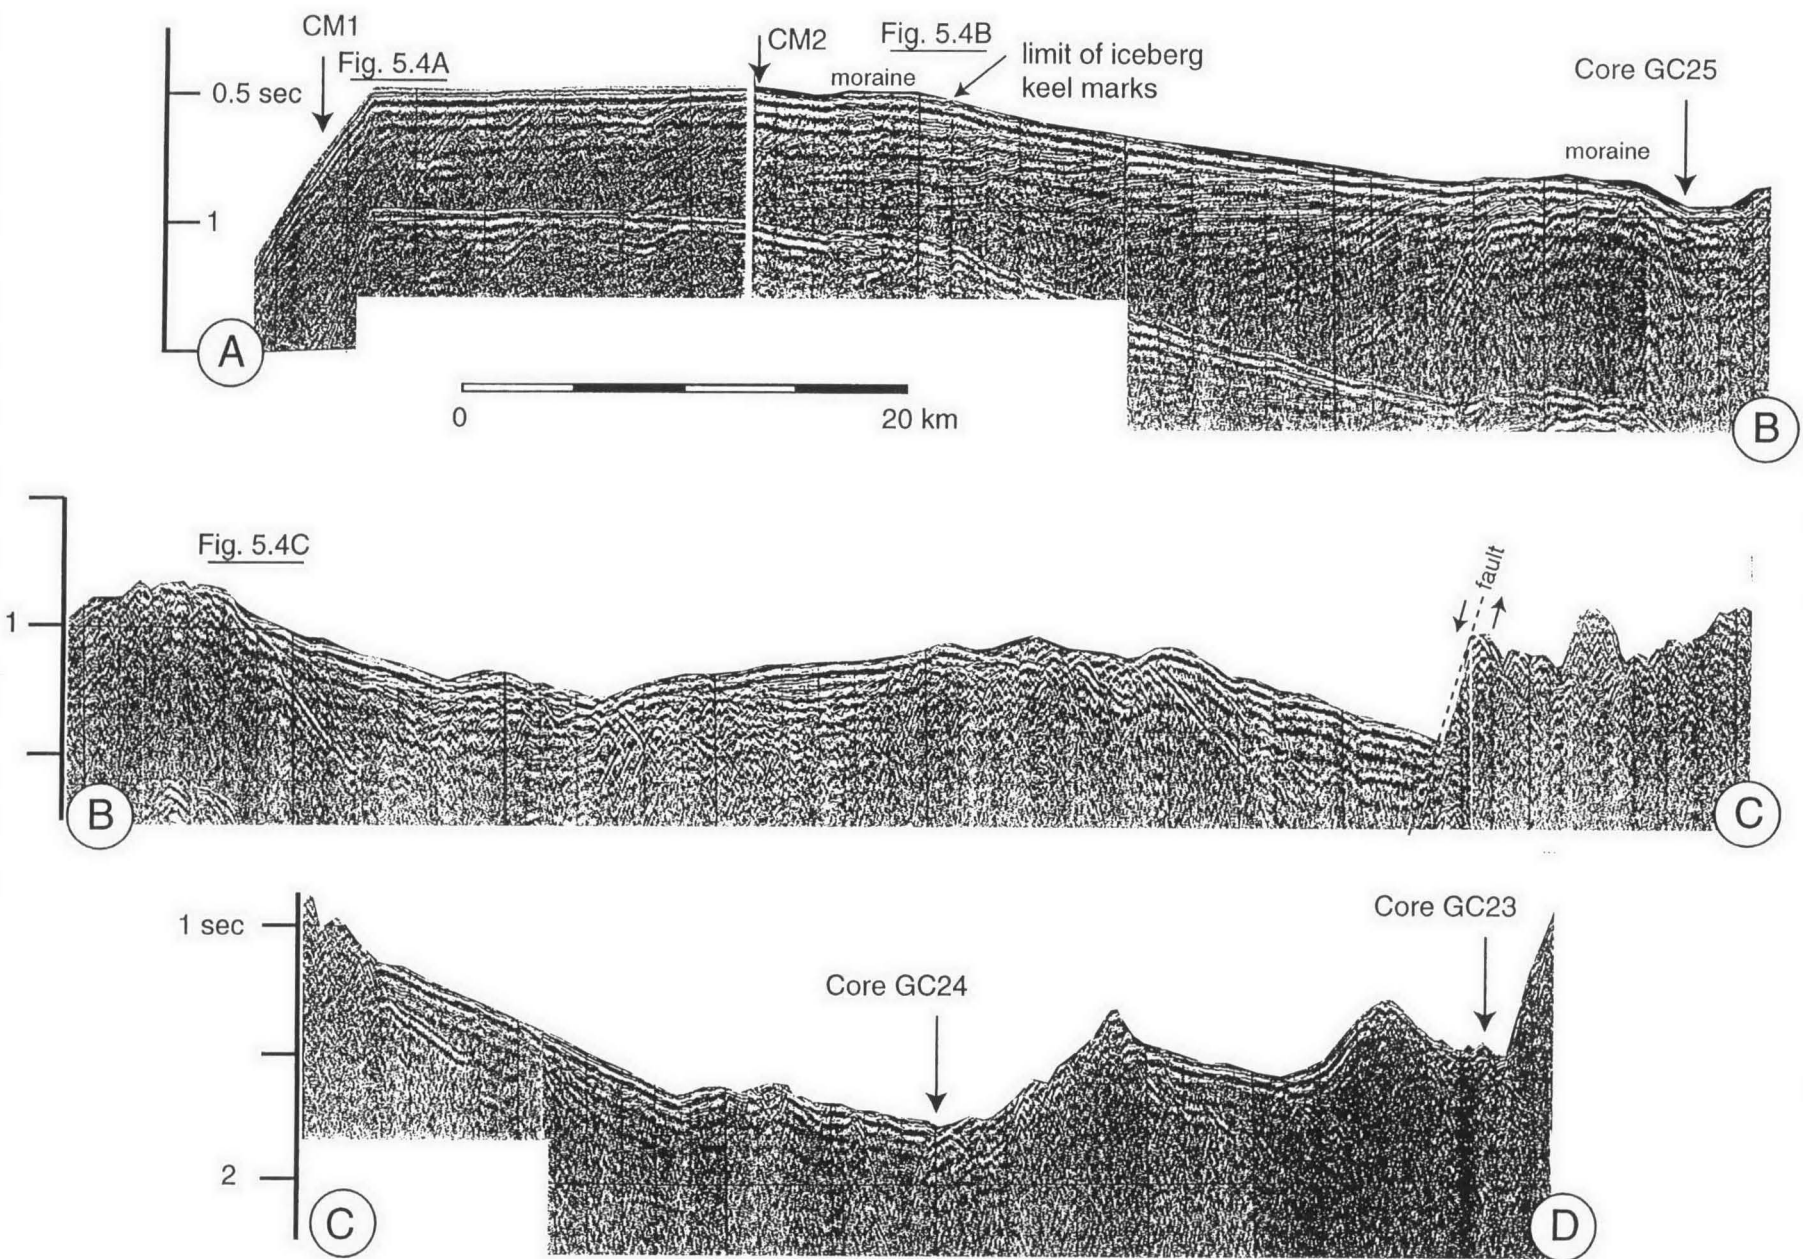 CM1
Fig. 5.4A
CM2
Fig. 5.4B
limit of iceberg
keel marks
moraine
Core GC25
0.5 sec
moraine
1
A
B
0
20 km
Fig. 5.4C
fault
1
B
C
1 sec
Core GC23
Core GC24
2
C
D